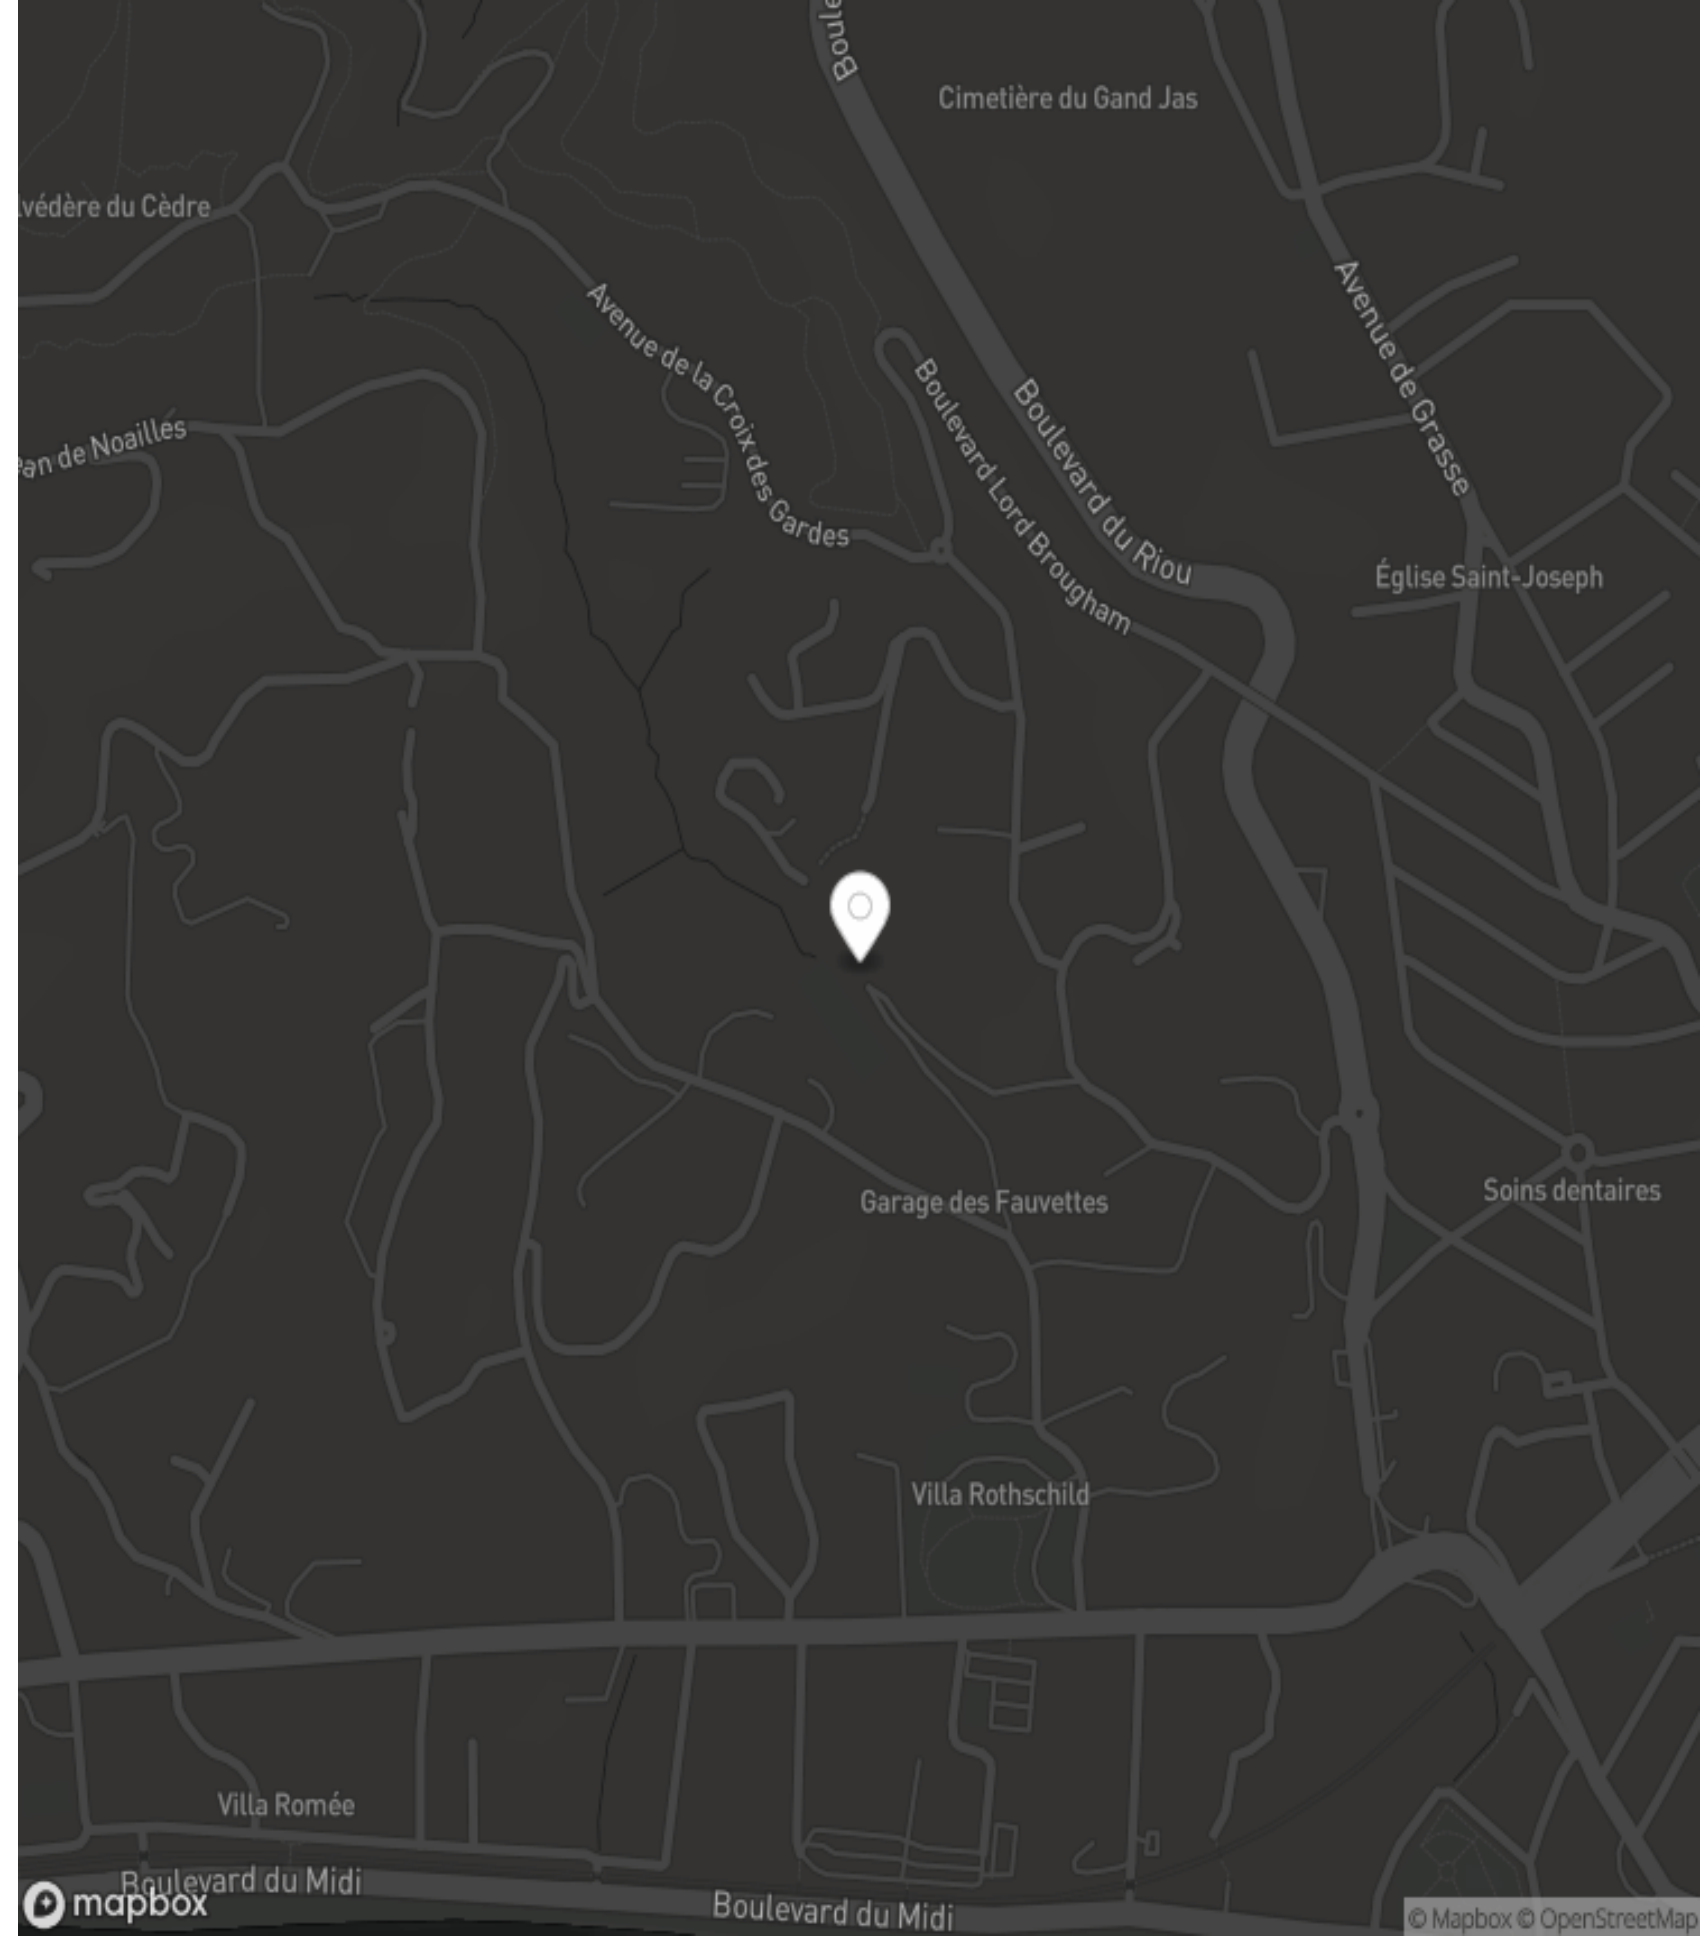 Boule
Cimetière du Gand Jas
lvédère du Cèdre
Avenue de la Croix des Gardes
Avenue de Grasse
Boulevard Lord Brougham
Boulevard du Riou
an de Noailles
Église Saint-Joseph
Garage des Fauvettes
Soins dentaires
Villa Rothschild
Villa Romée
Boulevard du Midi
mapbox
Boulevard du Midi
© Mapbox © OpenStreetMap